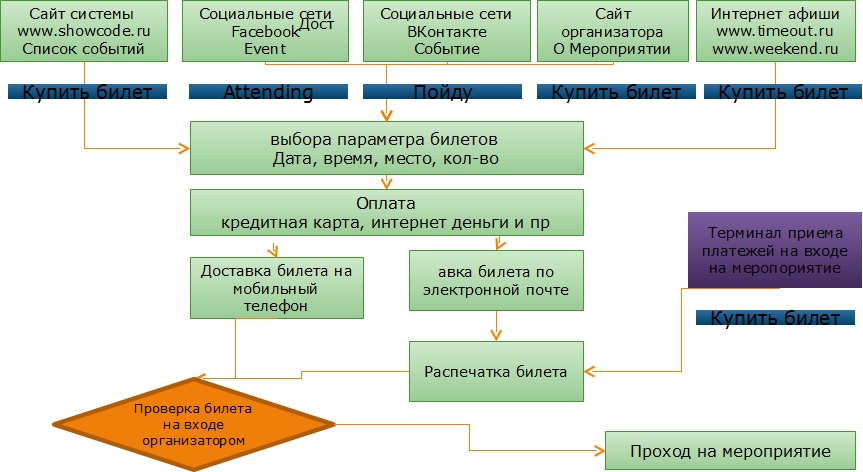 Сайт системы
www.showcode.ru
Список событий
Социальные сети
Facebook
Event
Дост
Социальные сети
ВКонтакте
Событие
Сайт
организатора
О Мероприятии
Интернет афиши
www.timeout.ru
www.weekend.ru
Купить билет
Attending
Пойду
Купить билет
Купить билет
выбора параметра билетов
Дата, время, место, кол-во
Оплата
кредитная карта, интернет деньги и пр
Терминал приема
платежей на входе
на меропориятие
Доставка билета на
мобильный
телефон
авка билета по
электронной почте
Купить билет
Распечатка билета
Проверка билета
на входе
организатором
Проход на мероприятие